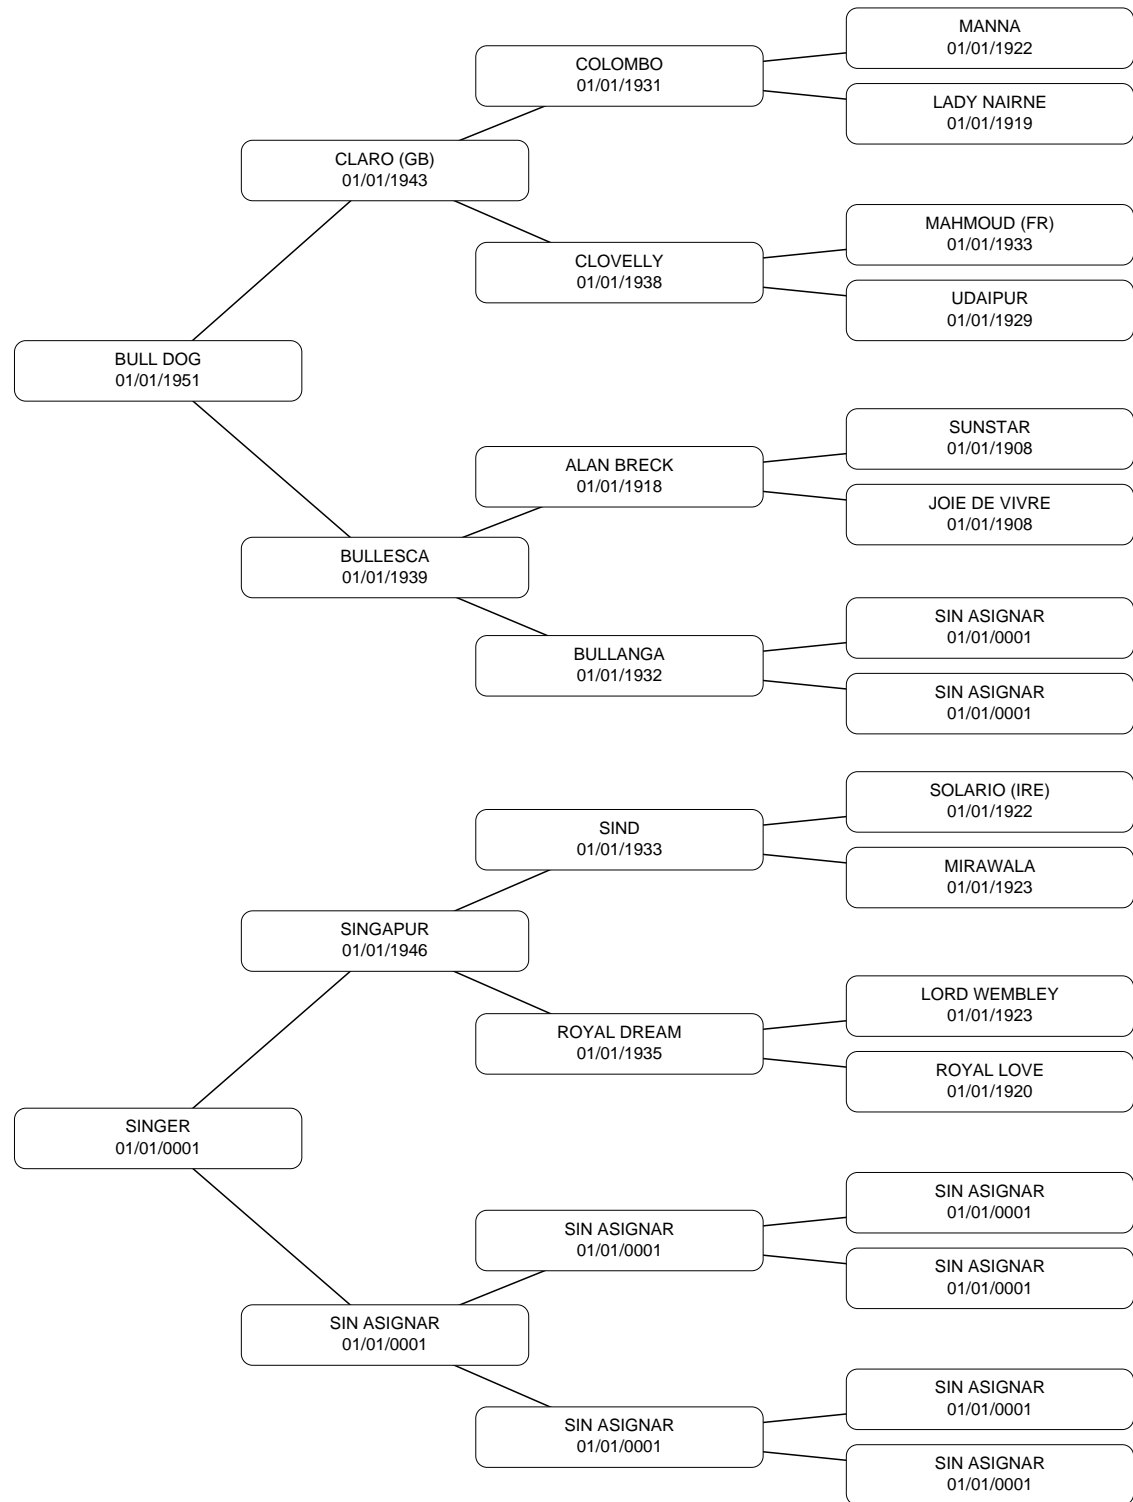 MANNA
01/01/1922
COLOMBO
01/01/1931
LADY NAIRNE
01/01/1919
CLARO (GB)
01/01/1943
MAHMOUD (FR)
01/01/1933
CLOVELLY
01/01/1938
UDAIPUR
01/01/1929
BULL DOG
01/01/1951
SUNSTAR
01/01/1908
ALAN BRECK
01/01/1918
JOIE DE VIVRE
01/01/1908
BULLESCA
01/01/1939
SIN ASIGNAR
01/01/0001
BULLANGA
01/01/1932
SIN ASIGNAR
01/01/0001
SOLARIO (IRE)
01/01/1922
SIND
01/01/1933
MIRAWALA
01/01/1923
SINGAPUR
01/01/1946
LORD WEMBLEY
01/01/1923
ROYAL DREAM
01/01/1935
ROYAL LOVE
01/01/1920
SINGER
01/01/0001
SIN ASIGNAR
01/01/0001
SIN ASIGNAR
01/01/0001
SIN ASIGNAR
01/01/0001
SIN ASIGNAR
01/01/0001
SIN ASIGNAR
01/01/0001
SIN ASIGNAR
01/01/0001
SIN ASIGNAR
01/01/0001